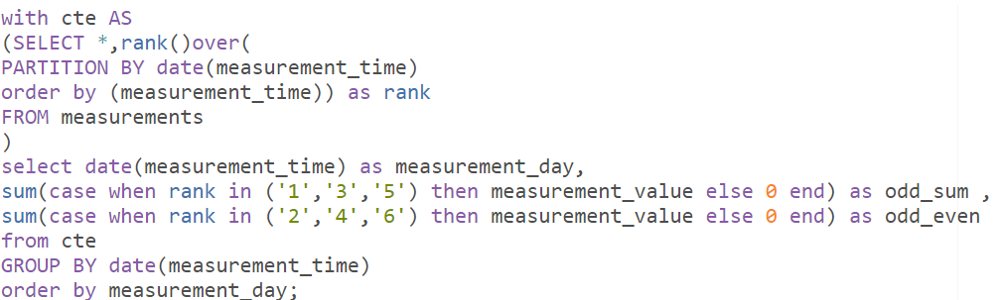 with cte AS
(SELECT *,rank()over(
PARTITION BY date(measurement_time)
order by (measurement_time)) as rank
FROM measurements
)
select date(measurement_time) as measurement_day,
sum(case when rank in ('1','3','5') then measurement_value else 0 end) as odd_sum ,
sum(case when rank in ('2','4','6') then measurement_value else 0 end) as odd_even
from cte
GROUP BY date(measurement_time)
order by measurement_day;